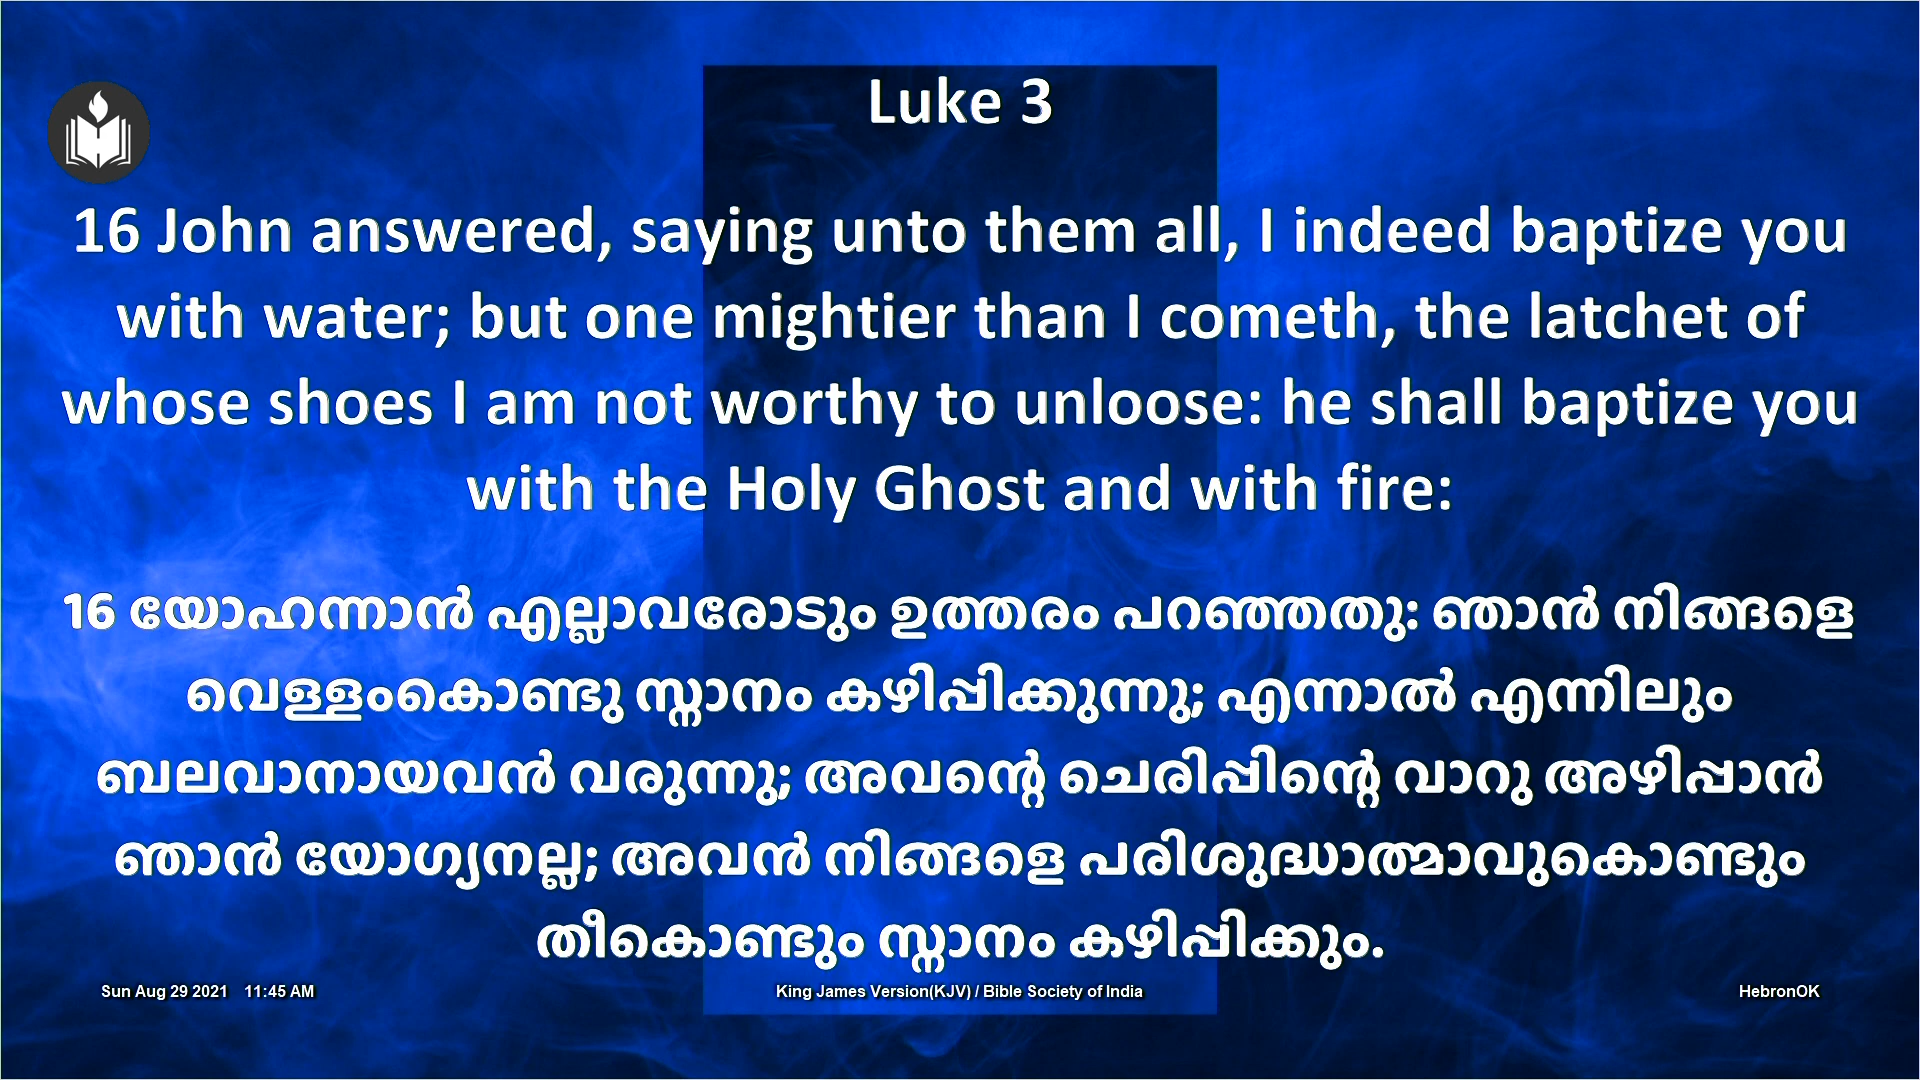 Luke 3
16 John answered, saying unto them all, I indeed baptize you
with water; but one mightier than I cometh, the latchet of
whose shoes I am not worthy to unloose: he shall baptize you
with the Holy Ghost and with fire:
16 യോഹന്നാൻ എല്ലാവരോടും ഉത്തരം പറഞ്ഞതു: ഞാൻ നിങ്ങളെ
വെള്ളംകൊണ്ടു സ്നാനം കഴിപ്പിക്കുന്നു; എന്നാൽ എന്നിലും
ബലവാനായവൻ വരുന്നു; അവന്റെ ചെരിപ്പിന്റെ വാറു അഴിപ്പാൻ
ഞാൻ യോഗ്യനല്ല; അവൻ നിങ്ങളെ പരിശുദ്ധാത്മാവുകൊണ്ടും
തീകൊണ്ടും സ്നാനം കഴിപ്പിക്കും.
Sun Aug 29 2021 11:45 AM King James Version(KJV) / Bible Society of India HebronOK